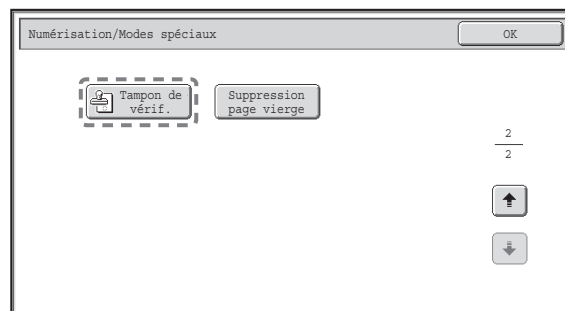 Numérisation/Modes spéciaux
OK
Tampon de
vérif.
Suppression
page vierge
2
2